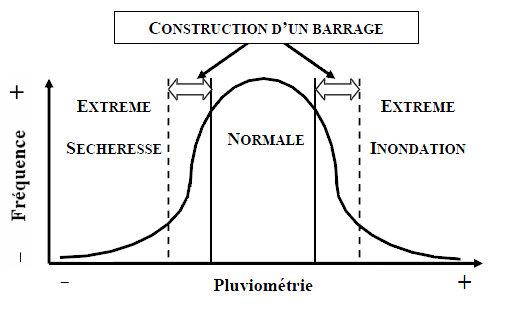 CONSTRUCTION D'UN BARRAGE
+
EXTREME
SECHERESSE
NORMALE
EXTREME
INONDATION
Fréquence
–
–
Pluviométrie
+